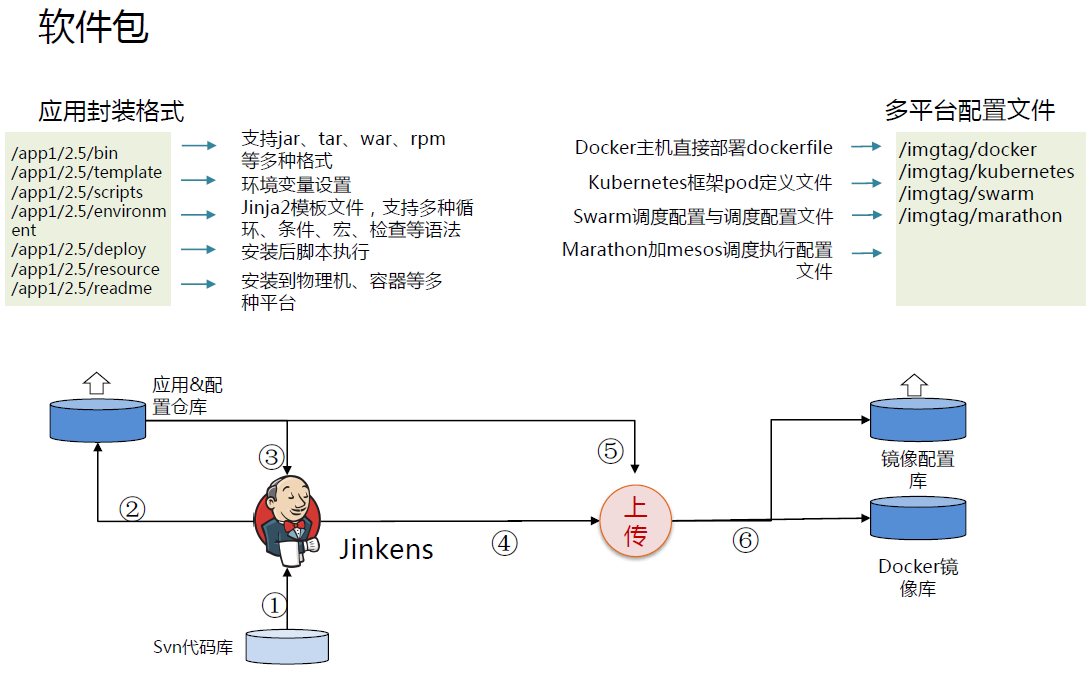 软件包
应用封装格式
/app1/2.5/bin
/app1/2.5/template
/app1/2.5/scripts
/app1/2.5/environm
ent
/app1/2.5/deploy
/app1/2.5/resource
/app1/2.5/readme
支持jar、tar、war、rpm
等多种格式
环境变量设置
Jinja2模板文件，支持多种循
环、条件、宏、检查等语法
安装后脚本执行
安装到物理机、容器等多
种平台
多平台配置文件
Docker主机直接部署dockerfile
Kubernetes框架pod定义文件
Swarm调度配置与调度配置文件
Marathon加mesos调度执行配置
文件
/imgtag/docker
/imgtag/kubernetes
/imgtag/swarm
/imgtag/marathon
应用&配
置仓库
③
⑤
②
上
传
Jinkens
④
⑥
镜像配置
库
Docker镜
像库
①
Svn代码库